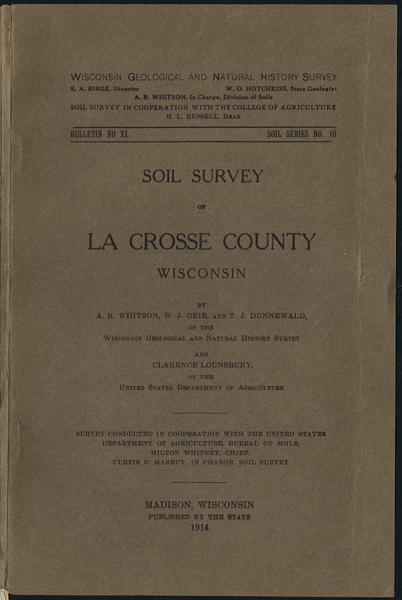 WISCONSIN GEOLOGICAL AND NATURAL HISTORY SURVEY
E. A. BIRGE, Director W. O. HOTCHKISS, State Geologist
A. R. WHITSON, In Charge, Division of Soils
SOIL SURVEY IN COOPERATION WITH THE COLLEGE OF AGRICULTURE
H. L. RUSSELL, DEAN
BULLETIN NO XL SOIL SERIES NO. 10
SOIL SURVEY
OF
LA CROSSE COUNTY
WISCONSIN
BY
A. R. WHITSON, W. J. GEIB, AND T. J. DUNNEWALD,
OF THE
WISCONSIN GEOLOGICAL AND NATURAL HISTORY SURVEY
AND
CLARENCE LOUNSBURY,
OF THE
UNITED STATES DEPARTMENT OF AGRICULTURE
SURVEY CONDUCTED IN COOPERATION WITH THE UNITED STATES
DEPARTMENT OF AGRICULTURE, BUREAU OF SOILS,
MILTON WHITNEY, CHIEF.
CURTIS F. MARBUT, IN CHARGE, SOIL SURVEY
MADISON, WISCONSIN
PUBLISHED BY THE STATE
1914